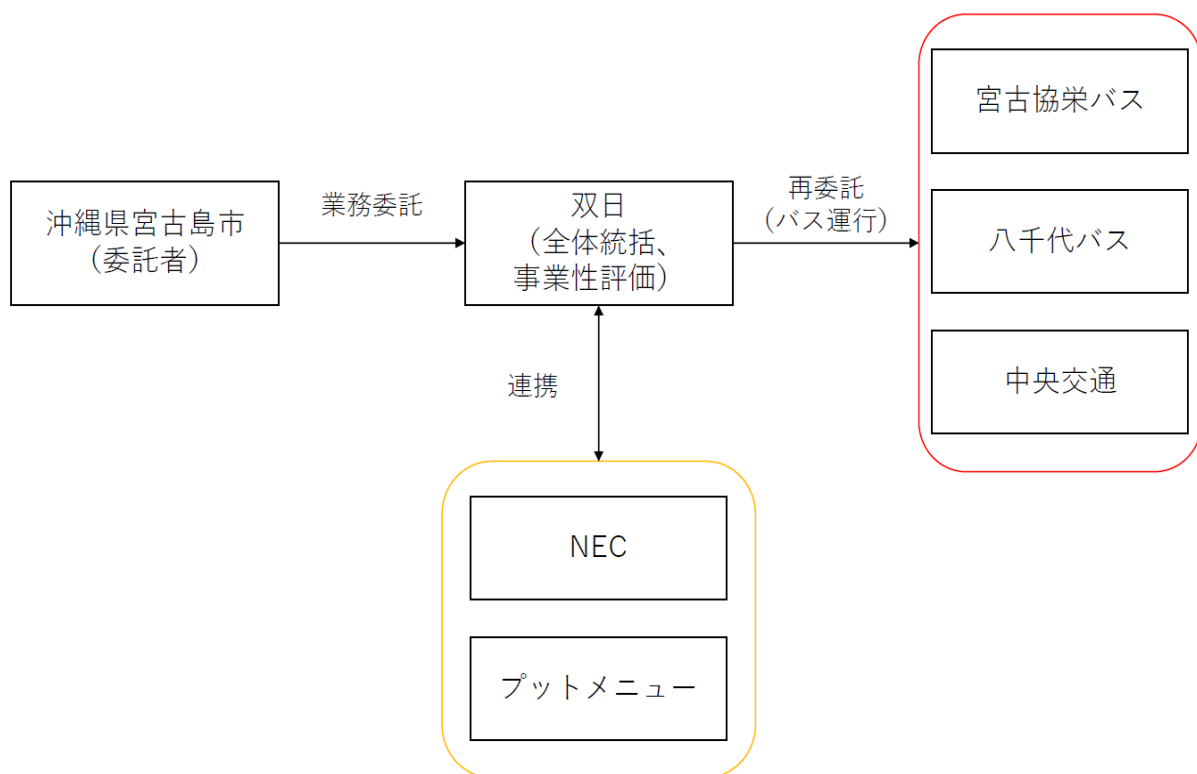 沖縄県宮古島市
（委託者）
業務委託
双日
（全体統括、
事業性評価）
再委託
（バス運行）
宮古協栄バス
八千代バス
中央交通
連携
NEC
プットメニュー